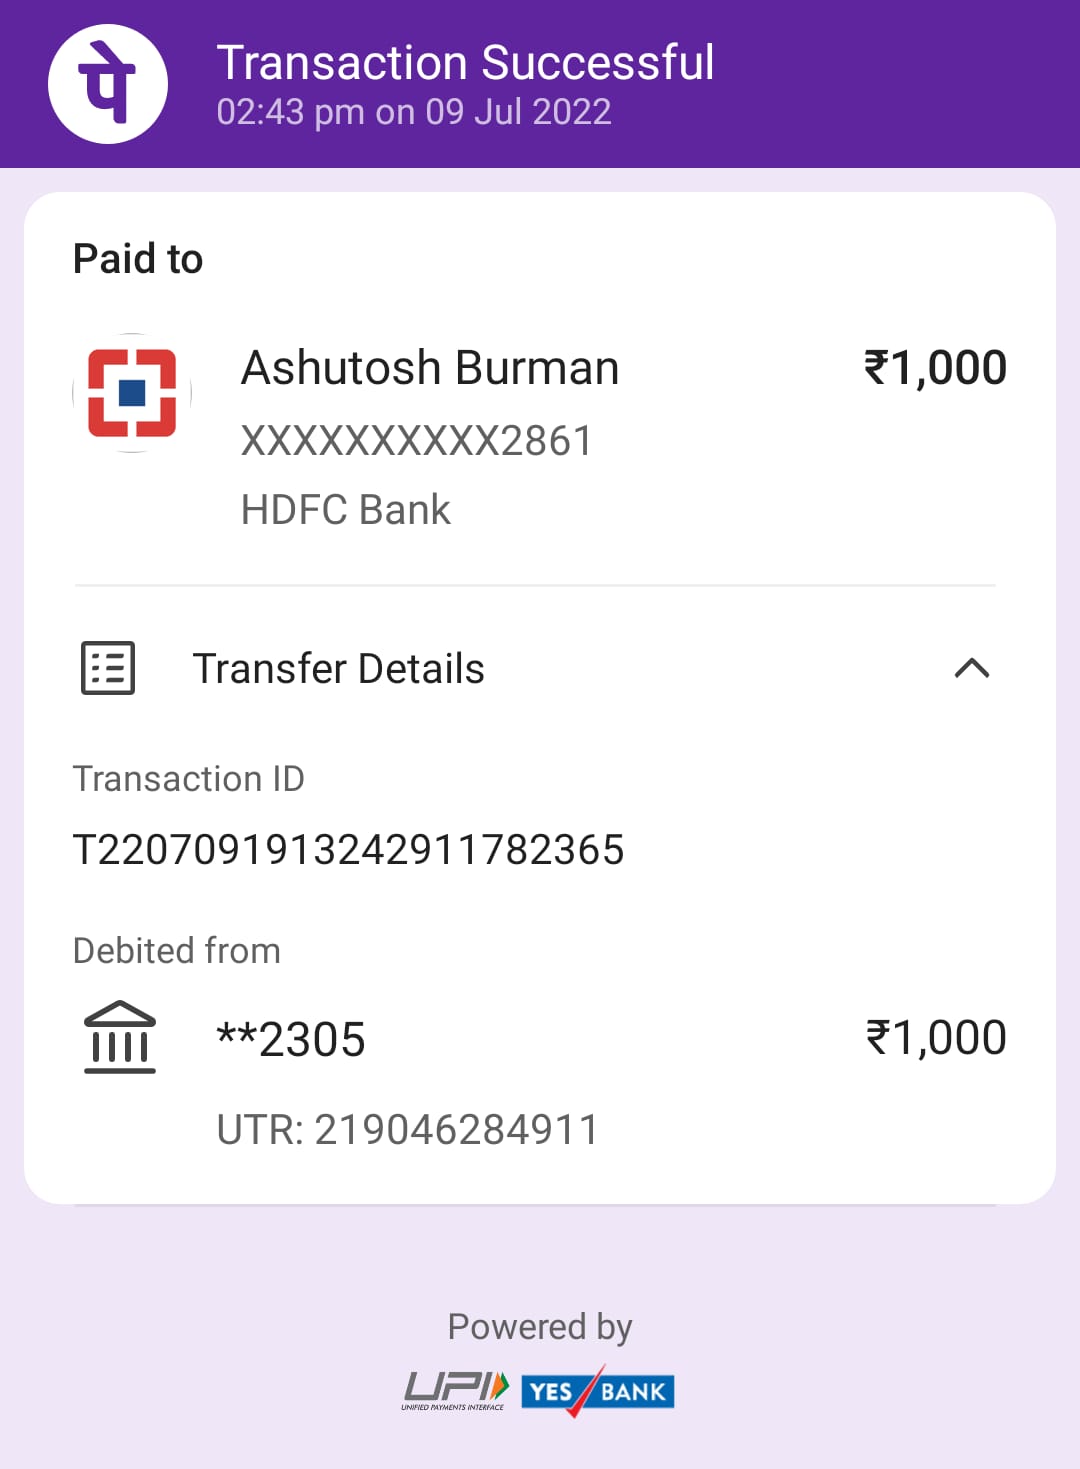 पे
Transaction Successful
02:43 pm on 09 Jul 2022
Paid to
Ashutosh Burman
₹1,000
XXXXXXXXXX2861
HDFC Bank
Transfer Details
Transaction ID
T2207091913242911782365
Debited from
**2305
₹1,000
UTR: 219046284911
Powered by
UPI
UNIFIED PAYMENTS INTERFACE
YES BANK